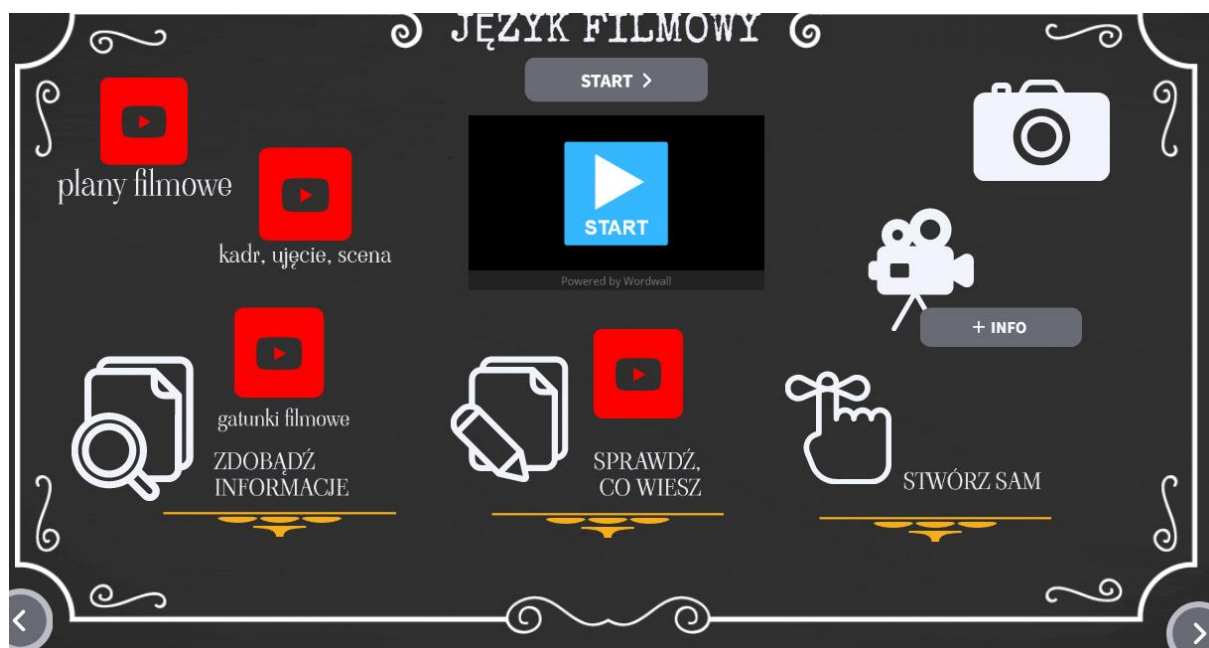 JĘZYK FILMOWY
START >
plany filmowe
kadr, ujęcie, scena
START
Powered by Wordwall
+ INFO
gatunki filmowe
ZDOBĄDŹ
INFORMACJE
SPRAWDŹ,
CO WIESZ
STWÓRZ SAM